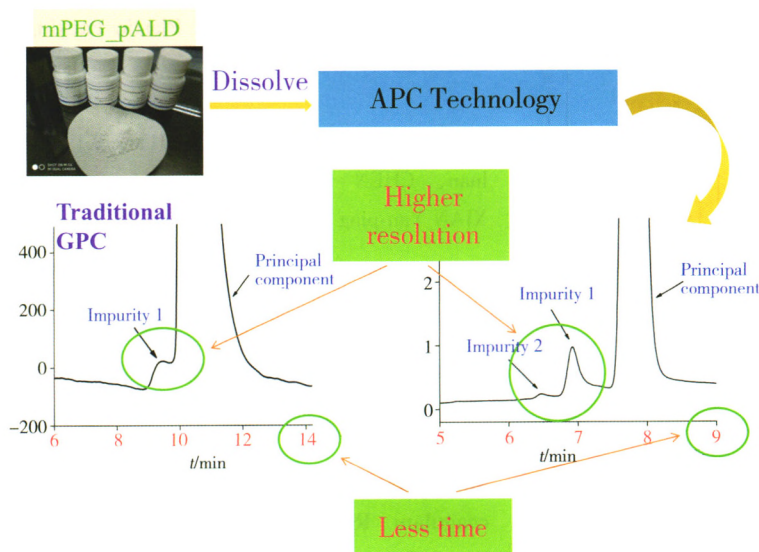 mPEG_pALD
Dissolve
APC Technology
Higher
resolution
Traditional
GPC
400
200
0
−200
Impurity 1
Principal
component
6
8
10
12
14
t/min
2
1
0
Impurity 1
Impurity 2
Principal
component
5
6
7
8
9
t/min
Less time